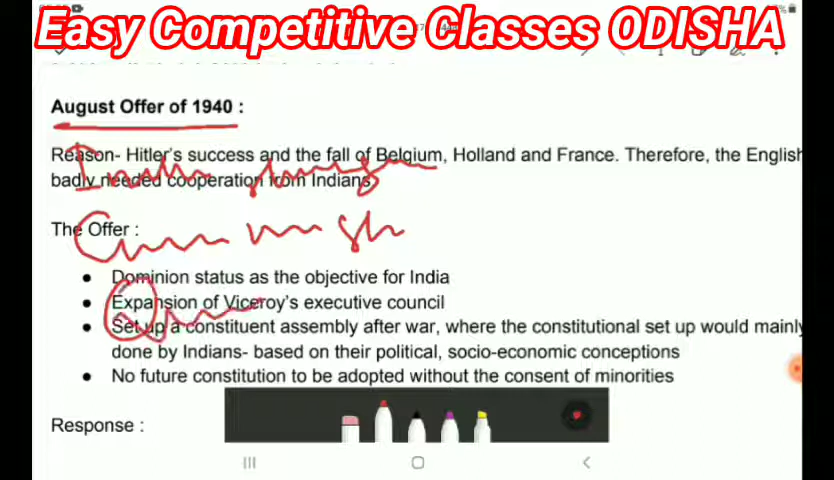 Easy Competitive Classes ODISHA
August Offer of 1940 :
Reason- Hitler's success and the fall of Belgium, Holland and France. Therefore, the English
badly needed cooperation from Indians.
The Offer :
● Dominion status as the objective for India
● Expansion of Viceroy's executive council
● Set up a constituent assembly after war, where the constitutional set up would mainly
done by Indians- based on their political, socio-economic conceptions
● No future constitution to be adopted without the consent of minorities
Response :